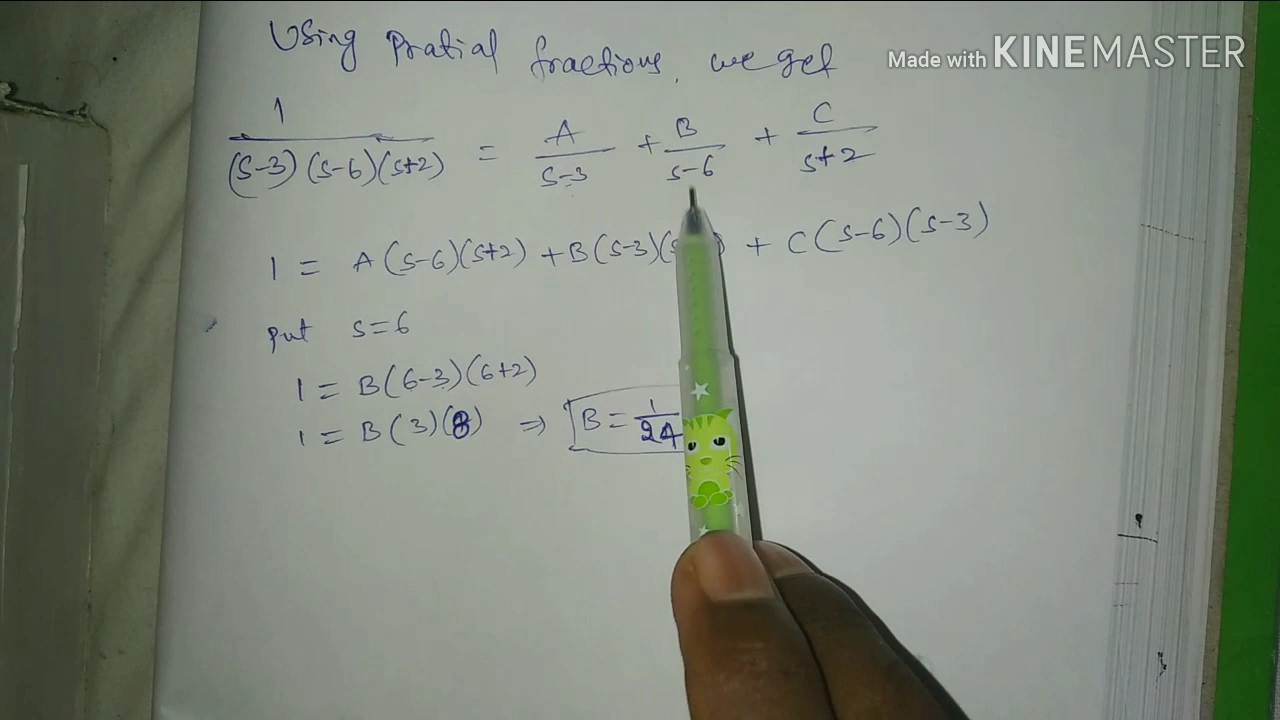 Using Pratial fractions, we get
Made with KINEMASTER
1/((s-3)(s-6)(s+2)) = A/(s-3) + B/(s-6) + C/(s+2)
1 = A(s-6)(s+2) + B(s-3)( + C(s-6)(s-3)
put s=6
1 = B(6-3)(6+2)
1 = B(3)(8) => B = 1/24